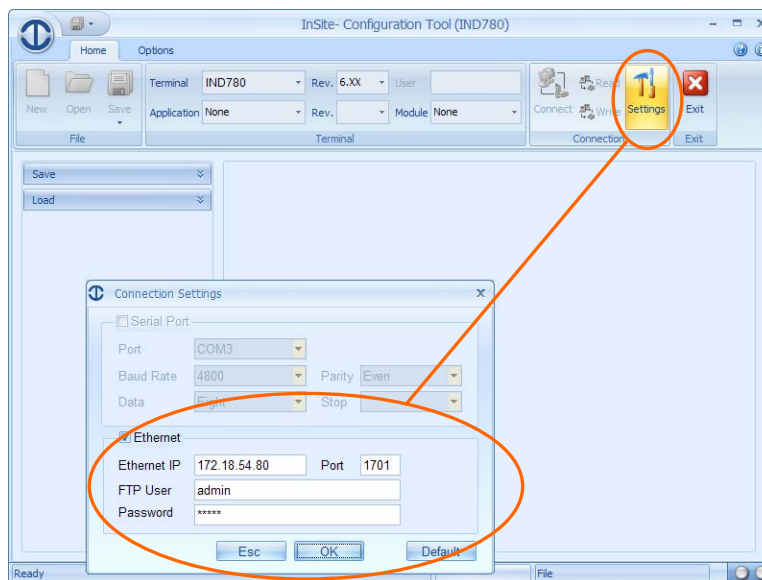 InSite- Configuration Tool (IND780)
Home Options
Terminal IND780 Rev. 6.XX User
Application None Rev. Module None
New Open Save
Connect Read Write Settings Exit
File Terminal Connection Exit
Save
Load
Connection Settings x
Serial Port
Port COM3
Baud Rate 4800 Parity Even
Data Eight Stop
Ethernet
Ethernet IP 172.18.54.80 Port 1701
FTP User admin
Password *****
Esc OK Default
Ready File